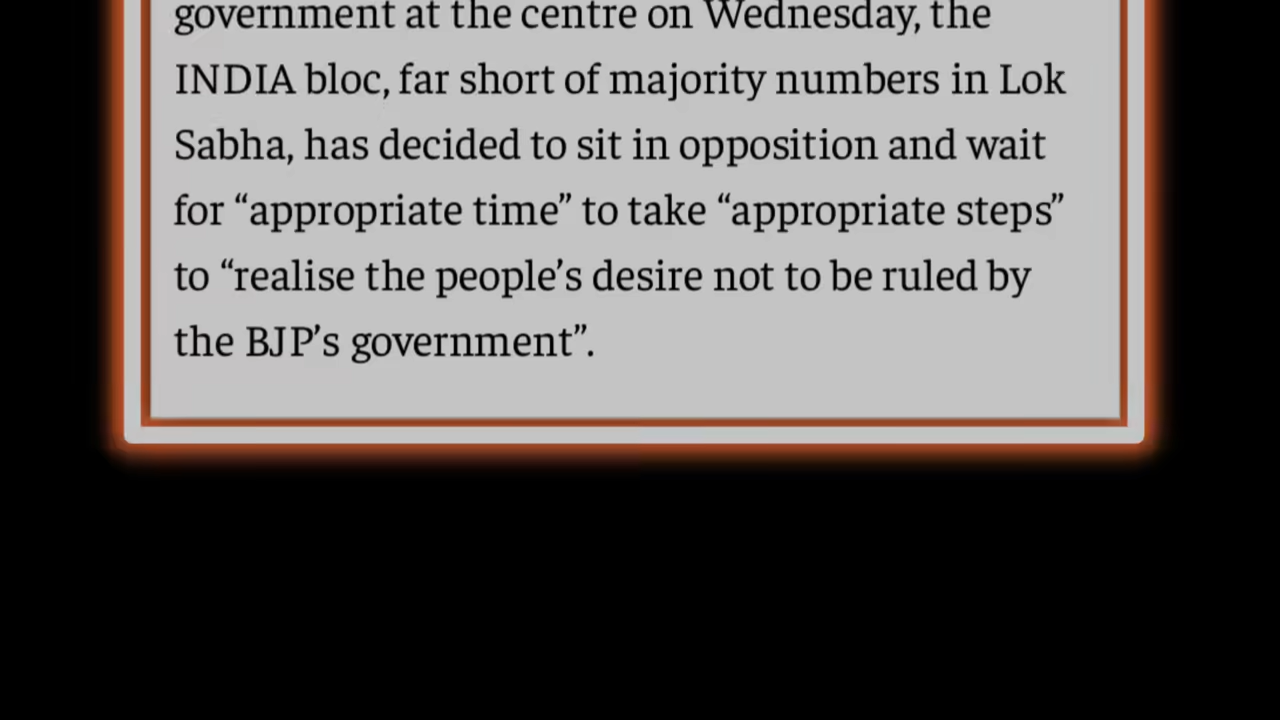 government at the centre on Wednesday, the
INDIA bloc, far short of majority numbers in Lok
Sabha, has decided to sit in opposition and wait
for “appropriate time” to take “appropriate steps”
to “realise the people’s desire not to be ruled by
the BJP’s government”.